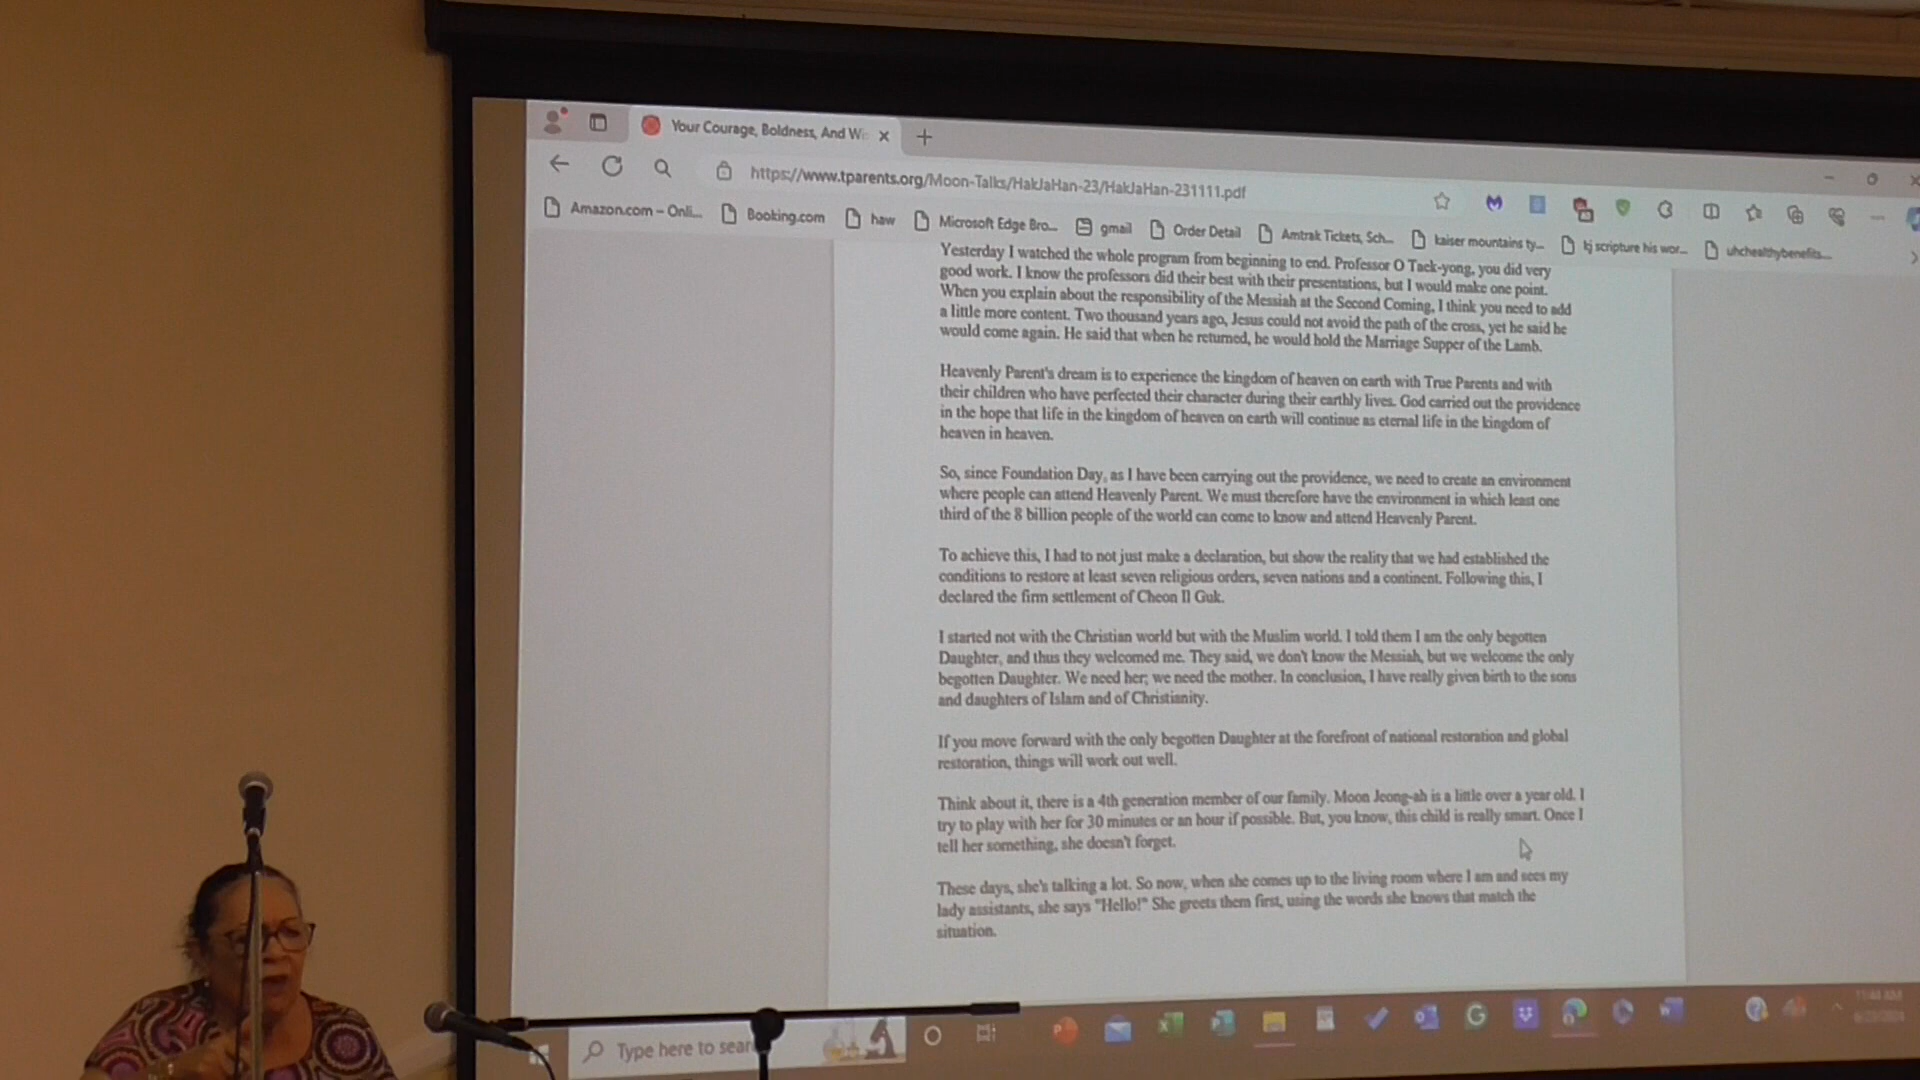 Your Courage, Boldness, And Wi
https://www.tparents.org/Moon-Talks/HakJaHan-23/HakJaHan-231111.pdf
Amazon.com – Onli... Booking.com haw Microsoft Edge Bro... gmail Order Detail Amtrak Tickets, Sch... kaiser mountains ty... kj scripture his wor... uhchealthybenefits....
Yesterday I watched the whole program from beginning to end. Professor O Taek-yong, you did very
good work. I know the professors did their best with their presentations, but I would make one point.
When you explain about the responsibility of the Messiah at the Second Coming, I think you need to add
a little more content. Two thousand years ago, Jesus could not avoid the path of the cross, yet he said he
would come again. He said that when he returned, he would hold the Marriage Supper of the Lamb.
Heavenly Parent's dream is to experience the kingdom of heaven on earth with True Parents and with
their children who have perfected their character during their earthly lives. God carried out the providence
in the hope that life in the kingdom of heaven on earth will continue as eternal life in the kingdom of
heaven in heaven.
So, since Foundation Day, as I have been carrying out the providence, we need to create an environment
where people can attend Heavenly Parent. We must therefore have the environment in which least one
third of the 8 billion people of the world can come to know and attend Heavenly Parent.
To achieve this, I had to not just make a declaration, but show the reality that we had established the
conditions to restore at least seven religious orders, seven nations and a continent. Following this, I
declared the firm settlement of Cheon Il Guk.
I started not with the Christian world but with the Muslim world. I told them I am the only begotten
Daughter, and thus they welcomed me. They said, we don't know the Messiah, but we welcome the only
begotten Daughter. We need her; we need the mother. In conclusion, I have really given birth to the sons
and daughters of Islam and of Christianity.
If you move forward with the only begotten Daughter at the forefront of national restoration and global
restoration, things will work out well.
Think about it, there is a 4th generation member of our family. Moon Jeong-ah is a little over a year old. I
try to play with her for 30 minutes or an hour if possible. But, you know, this child is really smart. Once I
tell her something, she doesn't forget.
These days, she's talking a lot. So now, when she comes up to the living room where I am and sees my
lady assistants, she says "Hello!" She greets them first, using the words she knows that match the
situation.
Type here to sear